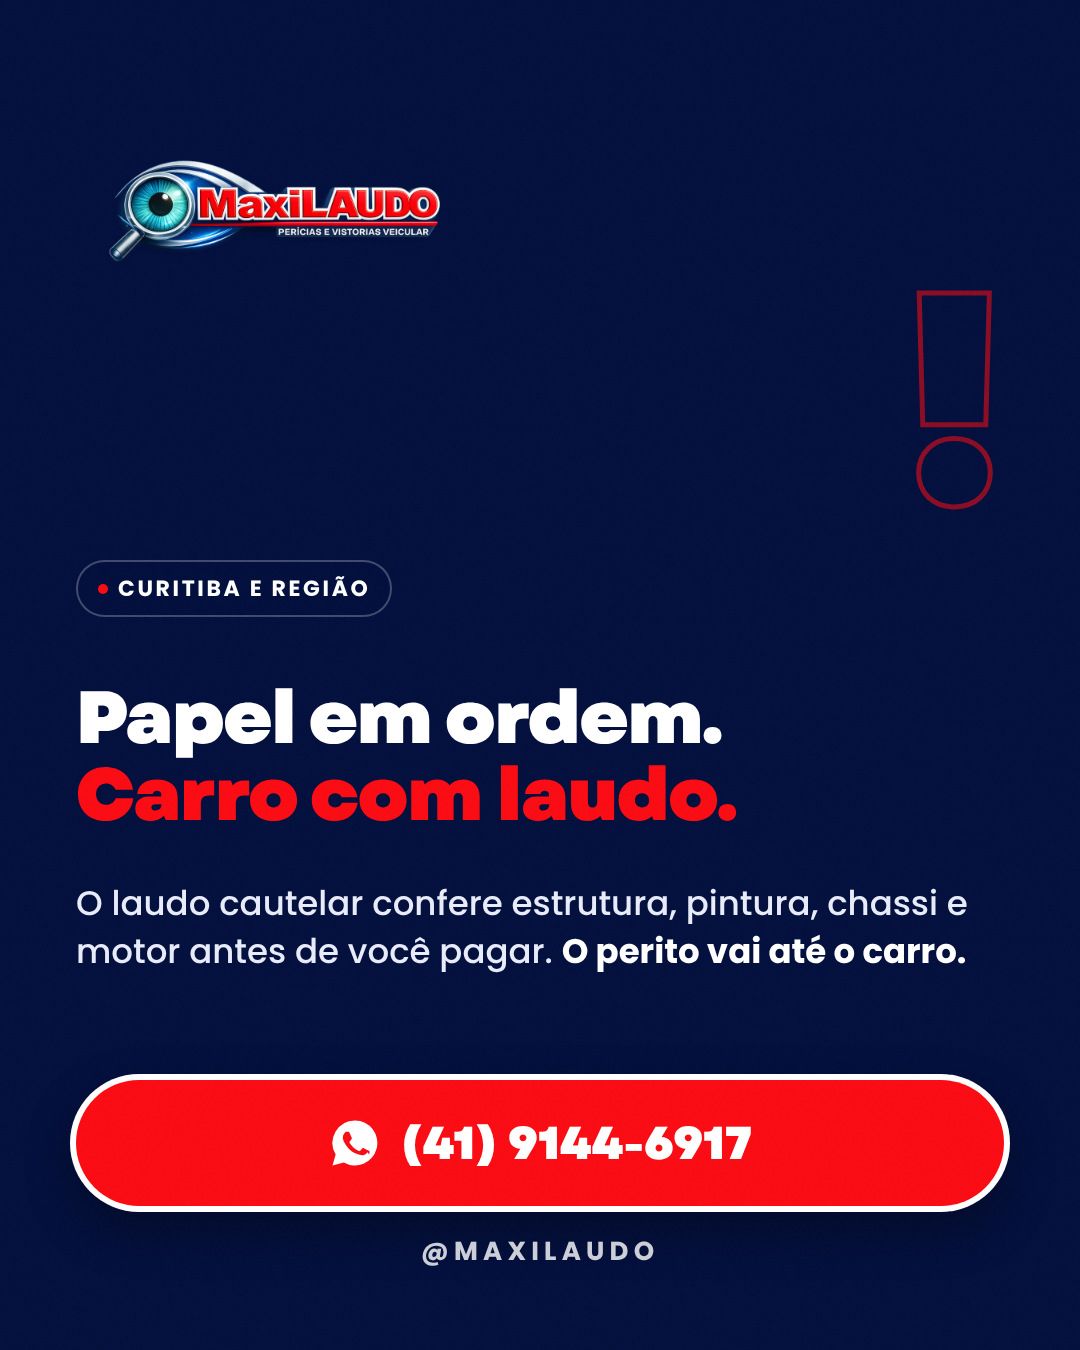 MaxiLAUDO
PERÍCIAS E VISTORIAS VEICULAR
!
CURITIBA E REGIÃO
Papel em ordem.
Carro com laudo.
O laudo cautelar confere estrutura, pintura, chassi e
motor antes de você pagar. O perito vai até o carro.
(41) 9144-6917
@MAXILAUDO